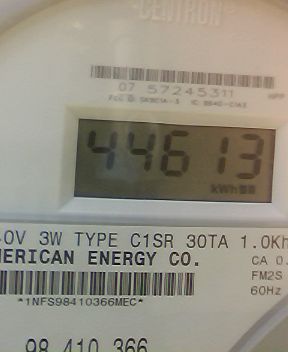 CENTRON
07 57245311
44613
kWh
0V 3W TYPE C1SR 30TA 1.0Kh
MERICAN ENERGY CO.
CA 0.
FM2S
60Hz
*1NFS98410366MEC*
98 410 366